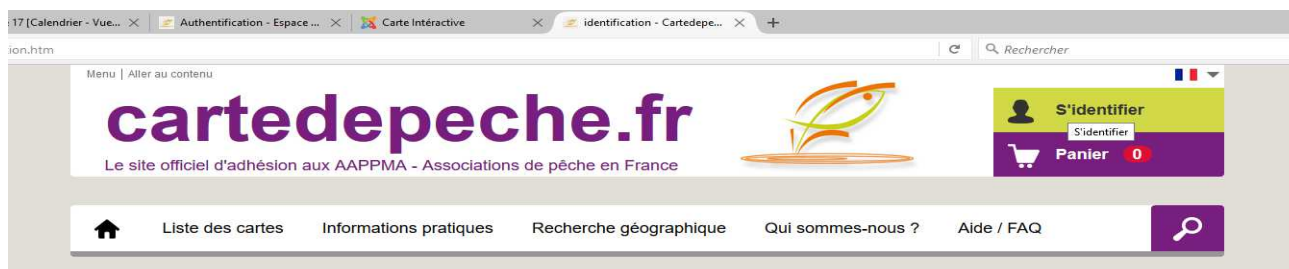 17 [Calendrier - Vue... Authentification - Espace ... Carte Intéractive identification - Cartedepe...
ion.htm Rechercher
Menu | Aller au contenu
cartedepeche.fr
Le site officiel d'adhésion aux AAPPMA - Associations de pêche en France
S'identifier
S'identifier
Panier 0
Liste des cartes Informations pratiques Recherche géographique Qui sommes-nous ? Aide / FAQ